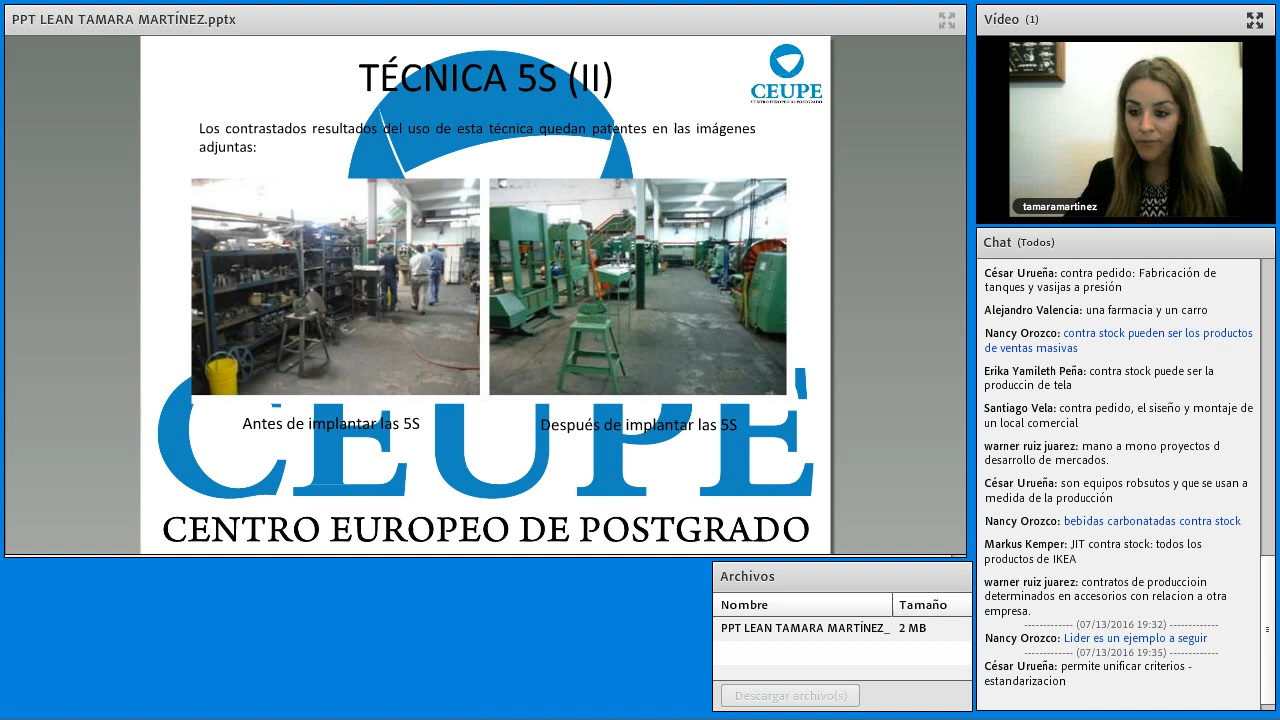 PPT LEAN TAMARA MARTÍNEZ.pptx
TÉCNICA 5S (II)
CEUPE
CENTRO EUROPEO DE POSTGRADO
Los contrastados resultados del uso de esta técnica quedan patentes en las imágenes
adjuntas:
Antes de implantar las 5S
Después de implantar las 5S
CEUPE
CENTRO EUROPEO DE POSTGRADO
Vídeo (1)
tamaramartinez
Chat (Todos)
César Urueña: contra pedido: Fabricación de
tanques y vasijas a presión
Alejandro Valencia: una farmacia y un carro
Nancy Orozco: contra stock pueden ser los productos
de ventas masivas
Erika Yamileth Peña: contra stock puede ser la
produccin de tela
Santiago Vela: contra pedido, el siseño y montaje de
un local comercial
warner ruiz juarez: mano a mono proyectos d
desarrollo de mercados.
César Urueña: son equipos robsutos y que se usan a
medida de la producción
Nancy Orozco: bebidas carbonatadas contra stock
Markus Kemper: JIT contra stock: todos los
productos de IKEA
warner ruiz juarez: contratos de produccioin
determinados en accesorios con relacion a otra
empresa.
------------- (07/13/2016 19:32) -------------
Nancy Orozco: Lider es un ejemplo a seguir
------------- (07/13/2016 19:35) -------------
César Urueña: permite unificar criterios -
estandarizacion
Archivos
Nombre Tamaño
PPT LEAN TAMARA MARTÍNEZ_ 2 MB
Descargar archivo(s)